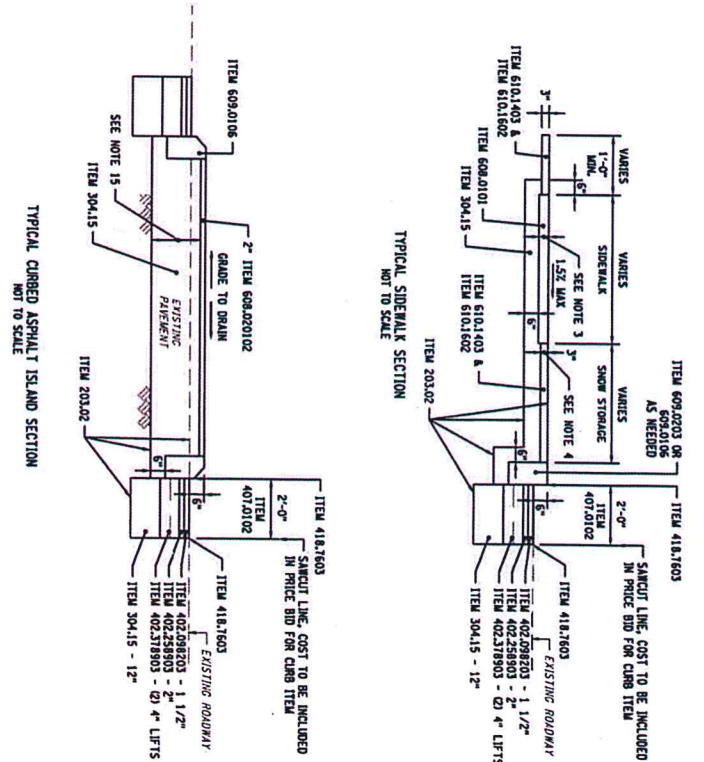 ITEM 610.1403 &
ITEM 610.1602
3"
VARIES
1'-0"
MIN.
6"
VARIES
SIDEWALK
VARIES
SNOW STORAGE
ITEM 608.0101
ITEM 304.15
SEE NOTE 3
1.5% MAX
6"
ITEM 610.1403 &
ITEM 610.1602
3"
SEE NOTE 4
ITEM 203.02
6"
ITEM 609.0203 OR
609.0106
AS NEEDED
ITEM 418.7603
2'-0"
ITEM
407.0102
6"
SAWCUT LINE, COST TO BE INCLUDED
IN PRICE BID FOR CURB ITEM
ITEM 418.7603
EXISTING ROADWAY
ITEM 402.098203 - 1 1/2"
ITEM 402.258903 - 2"
ITEM 402.378903 - (2) 4" LIFTS
ITEM 304.15 - 12"
TYPICAL SIDEWALK SECTION
NOT TO SCALE
ITEM 609.0106
SEE NOTE 15
ITEM 304.15
2" ITEM 608.020102
GRADE TO DRAIN
EXISTING
PAVEMENT
ITEM 203.02
6"
6"
ITEM 418.7603
2'-0"
ITEM
407.0102
SAWCUT LINE, COST TO BE INCLUDED
IN PRICE BID FOR CURB ITEM
ITEM 418.7603
EXISTING ROADWAY
ITEM 402.098203 - 1 1/2"
ITEM 402.258903 - 2"
ITEM 402.378903 - (2) 4" LIFTS
ITEM 304.15 - 12"
TYPICAL CURBED ASPHALT ISLAND SECTION
NOT TO SCALE